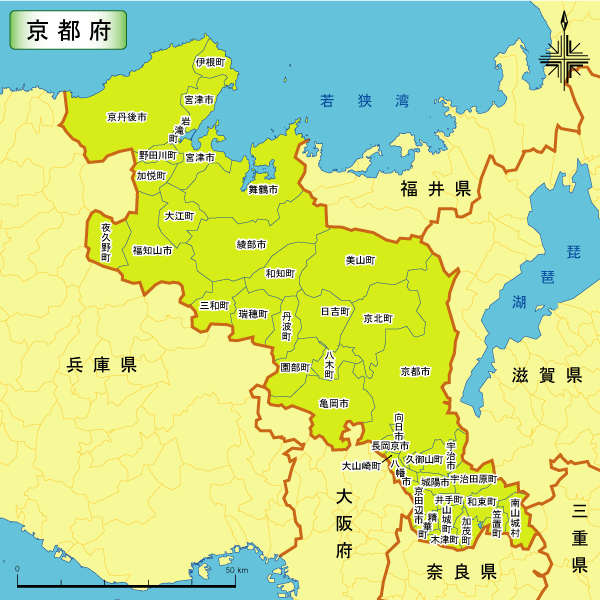 京都府
伊根町
宮津市
京丹後市
岩滝町
若狭湾
野田川町
宮津市
加悦町
舞鶴市
福井県
大江町
夜久野町
福知山市
綾部市
琵琶湖
美山町
和知町
三和町
瑞穂町
丹波町
日吉町
京北町
兵庫県
園部町
八木町
京都市
滋賀県
亀岡市
向日市
長岡京市
宇治市
大山崎町
久御山町
八幡市
城陽市
宇治田原町
京田辺市
井手町
和束町
南山城村
大阪府
精華町
山城町
加茂町
笠置町
三重県
木津町
奈良県
0
50 km